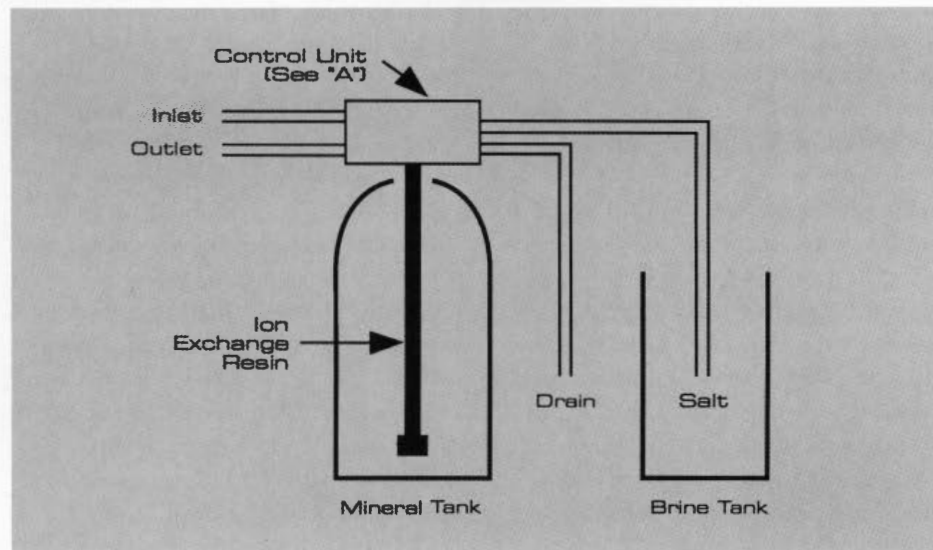 Control Unit
(See "A")
Inlet
Outlet
Ion
Exchange
Resin
Drain
Salt
Mineral Tank
Brine Tank